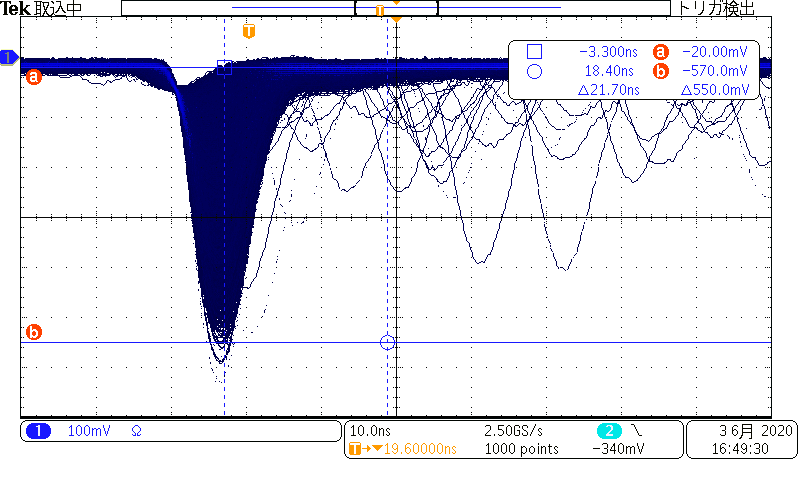 Tek 取込中 トリガ検出
T
T
1
a
□ −3.300ns a −20.00mV
○ 18.40ns b −570.0mV
Δ21.70ns Δ550.0mV
b
1 100mV Ω 10.0ns 2.50GS/s 2 −340mV 3 6月 2020
T→▼19.60000ns 1000 points 16:49:30